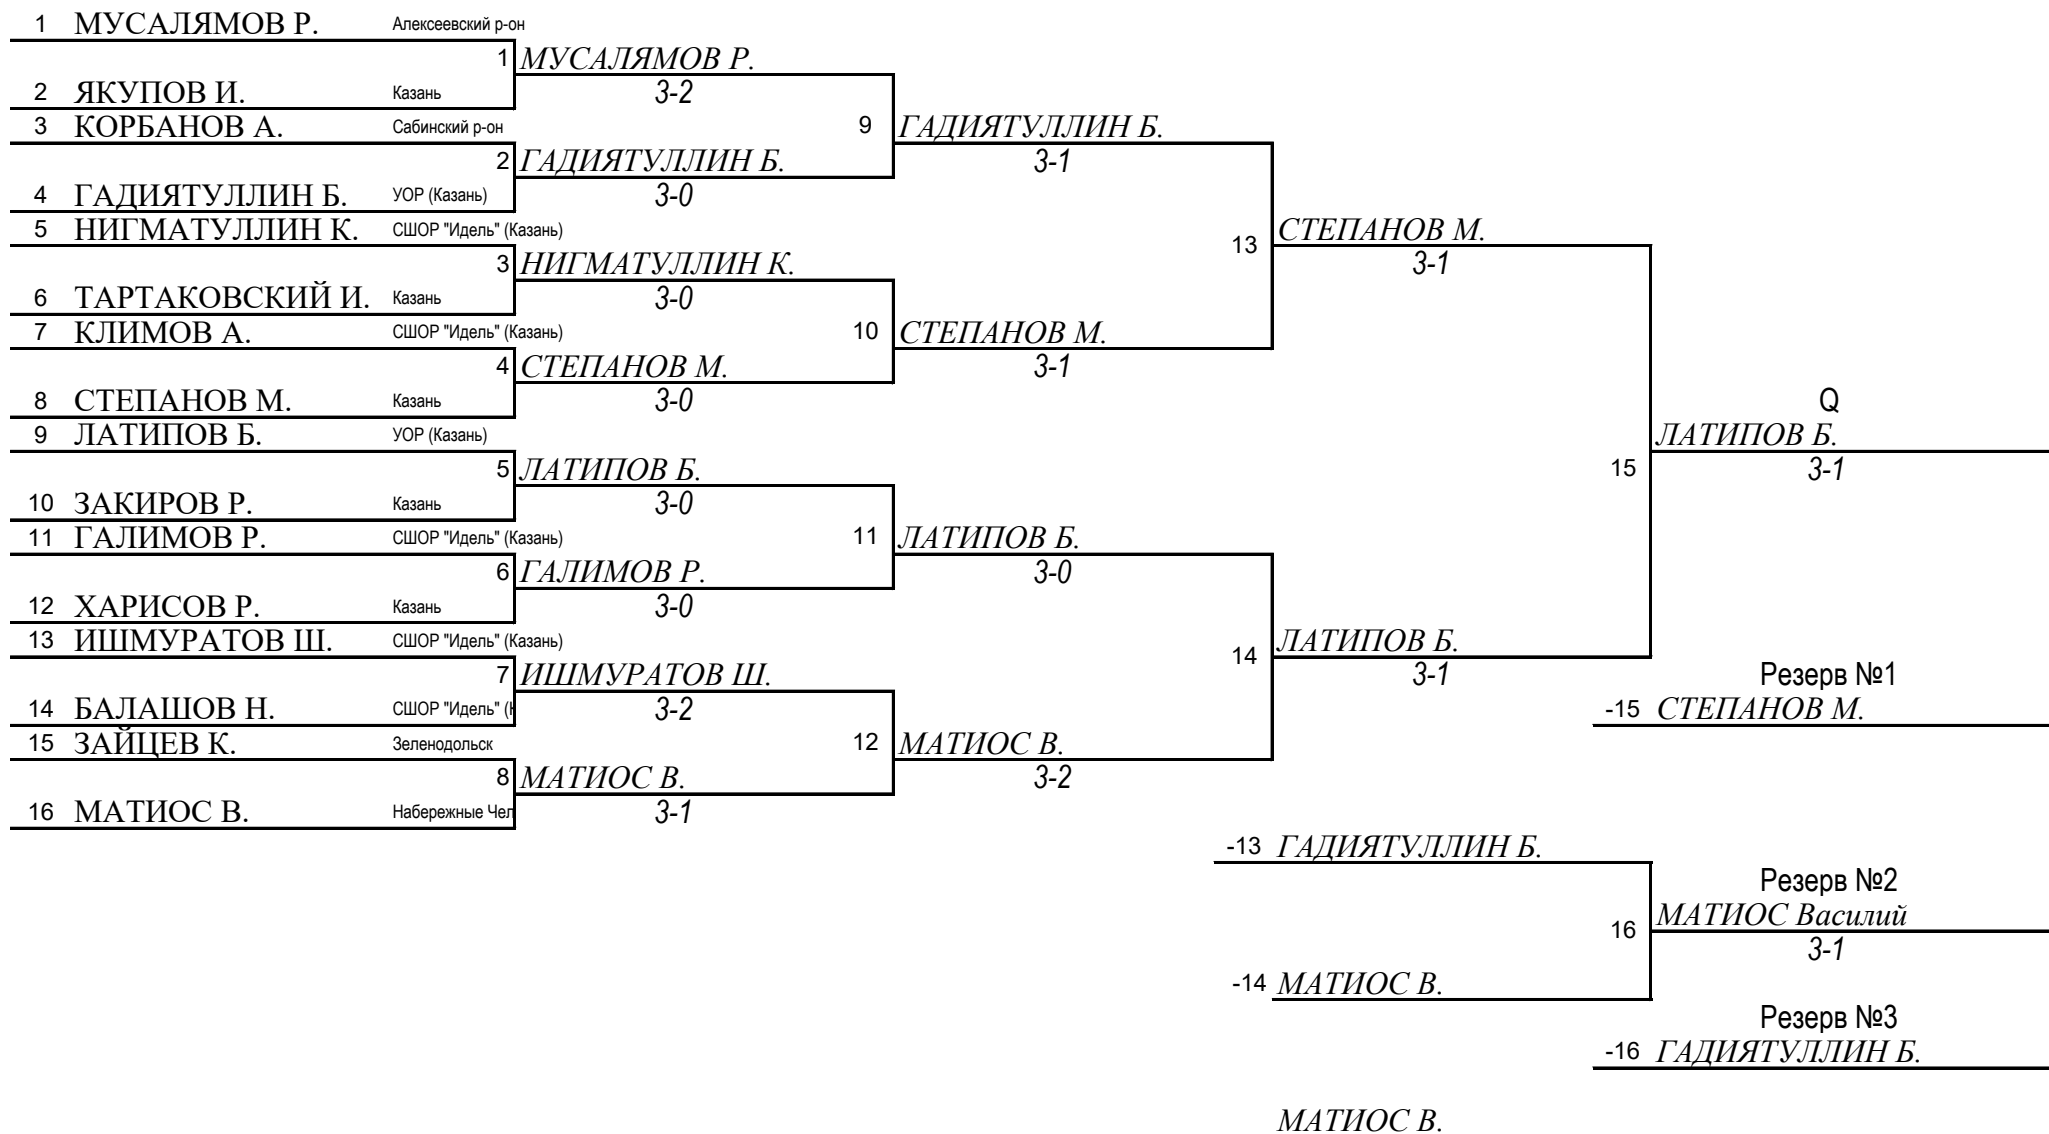 1 МУСАЛЯМОВ Р. Алексеевский р-он
1 МУСАЛЯМОВ Р.
2 ЯКУПОВ И. Казань 3-2
3 КОРБАНОВ А. Сабинский р-он 9 ГАДИЯТУЛЛИН Б.
2 ГАДИЯТУЛЛИН Б. 3-1
4 ГАДИЯТУЛЛИН Б. УОР (Казань) 3-0
5 НИГМАТУЛЛИН К. СШОР "Идель" (Казань) 13 СТЕПАНОВ М.
3 НИГМАТУЛЛИН К. 3-1
6 ТАРТАКОВСКИЙ И. Казань 3-0
7 КЛИМОВ А. СШОР "Идель" (Казань) 10 СТЕПАНОВ М.
4 СТЕПАНОВ М. 3-1
8 СТЕПАНОВ М. Казань 3-0 Q
9 ЛАТИПОВ Б. УОР (Казань) ЛАТИПОВ Б.
5 ЛАТИПОВ Б. 15 3-1
10 ЗАКИРОВ Р. Казань 3-0
11 ГАЛИМОВ Р. СШОР "Идель" (Казань) 11 ЛАТИПОВ Б.
6 ГАЛИМОВ Р. 3-0
12 ХАРИСОВ Р. Казань 3-0
13 ИШМУРАТОВ Ш. СШОР "Идель" (Казань) 14 ЛАТИПОВ Б.
7 ИШМУРАТОВ Ш. 3-1 Резерв №1
14 БАЛАШОВ Н. СШОР "Идель" ( 3-2 -15 СТЕПАНОВ М.
15 ЗАЙЦЕВ К. Зеленодольск 12 МАТИОС В.
8 МАТИОС В. 3-2
16 МАТИОС В. Набережные Чел 3-1
-13 ГАДИЯТУЛЛИН Б.
Резерв №2
16 МАТИОС Василий
3-1
-14 МАТИОС В.
Резерв №3
-16 ГАДИЯТУЛЛИН Б.
МАТИОС В.